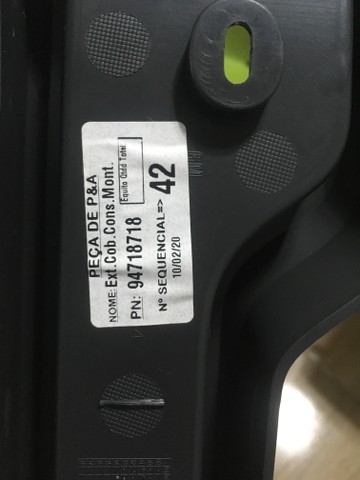 PEÇA DE P&A
NOME: Ext.Cob.Cons.Mont.
PN: 94718718
Nº SEQUENCIAL=> 42
10/02/20